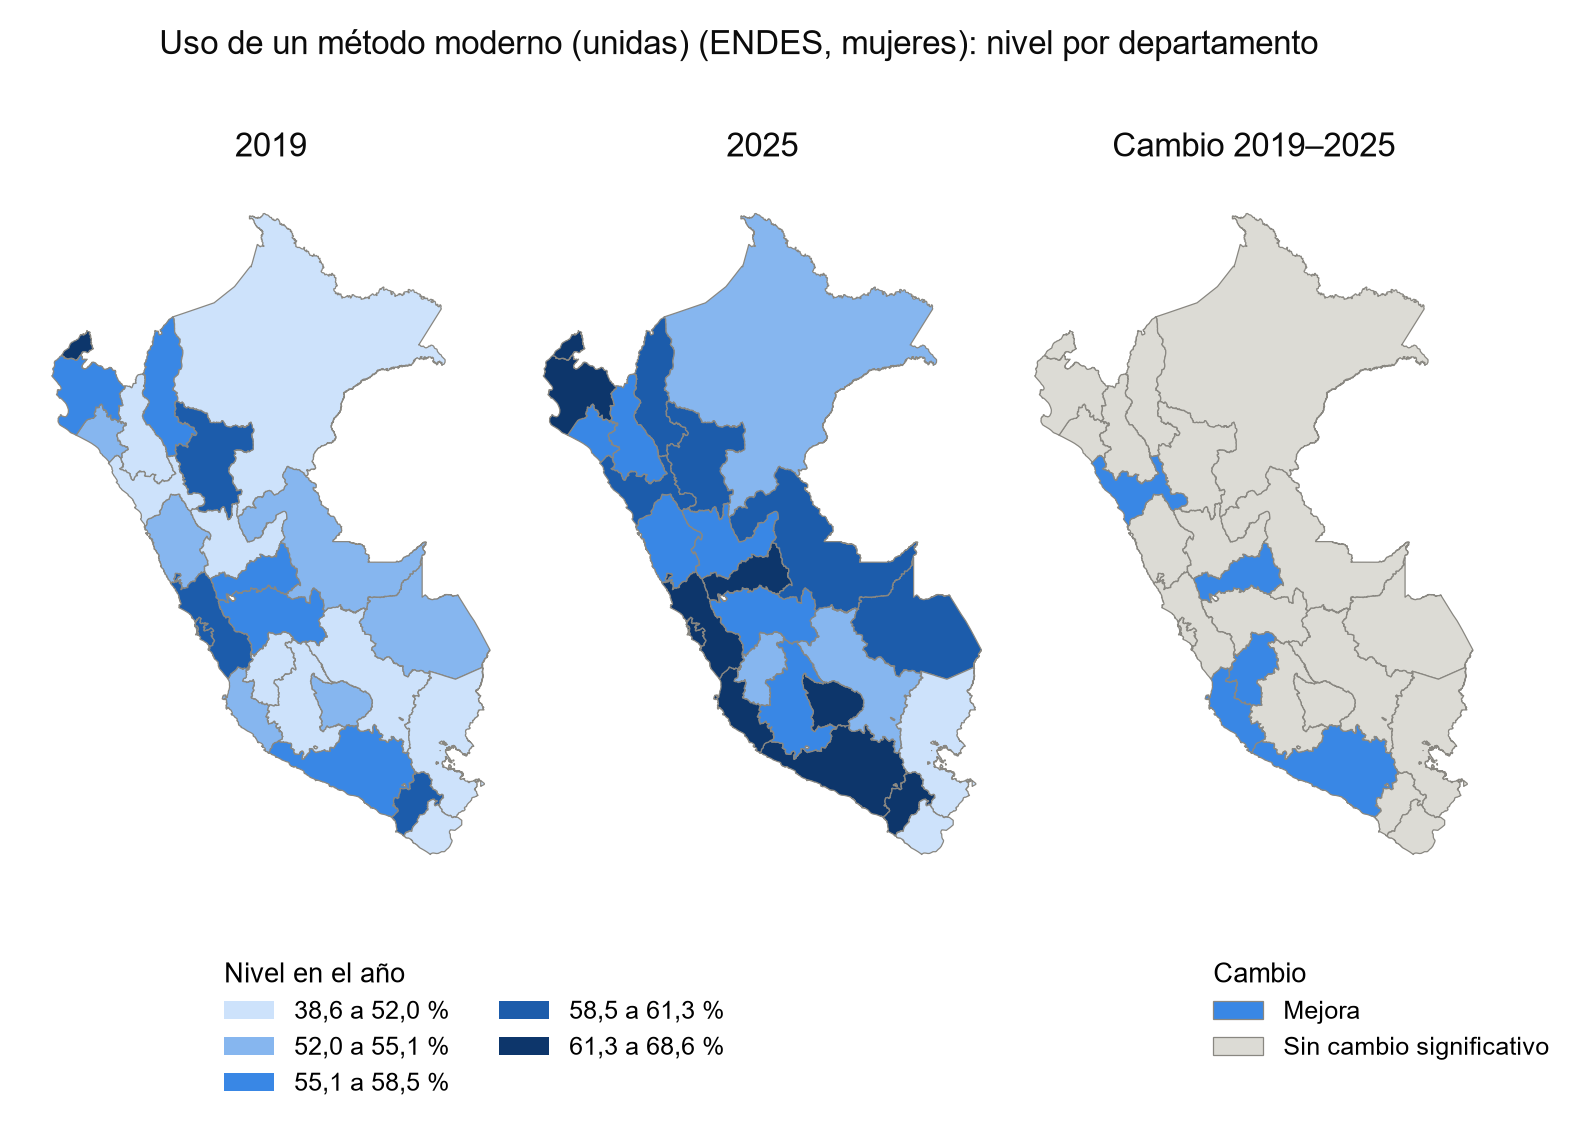 Uso de un método moderno (unidas) (ENDES, mujeres): nivel por departamento
2019
2025
Cambio 2019–2025
Nivel en el año
38,6 a 52,0 %
52,0 a 55,1 %
55,1 a 58,5 %
58,5 a 61,3 %
61,3 a 68,6 %
Cambio
Mejora
Sin cambio significativo